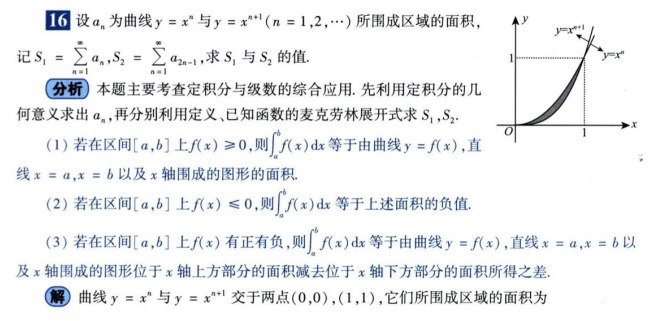 16 设 aₙ 为曲线 y = xⁿ 与 y = xⁿ⁺¹ (n = 1,2,⋯) 所围成区域的面积,
记 S₁ = ∑_{n=1}^{∞} aₙ, S₂ = ∑_{n=1}^{∞} a₂ₙ₋₁, 求 S₁ 与 S₂ 的值.
分析 本题主要考查定积分与级数的综合应用. 先利用定积分的几
何意义求出 aₙ, 再分别利用定义、已知函数的麦克劳林展开式求 S₁, S₂.
(1) 若在区间[a,b] 上 f(x) ≥ 0, 则∫ₐᵇ f(x)dx 等于由曲线 y = f(x), 直
线 x = a, x = b 以及 x 轴围成的图形的面积.
(2) 若在区间[a,b] 上 f(x) ≤ 0, 则∫ₐᵇ f(x)dx 等于上述面积的负值.
(3) 若在区间[a,b] 上 f(x) 有正有负, 则∫ₐᵇ f(x)dx 等于由曲线 y = f(x), 直线 x = a, x = b 以
及 x 轴围成的图形位于 x 轴上方部分的面积减去位于 x 轴下方部分的面积所得之差.
解 曲线 y = xⁿ 与 y = xⁿ⁺¹ 交于两点(0,0), (1,1), 它们所围成区域的面积为
y
y=xⁿ⁺¹
y=xⁿ
1
O
1
x